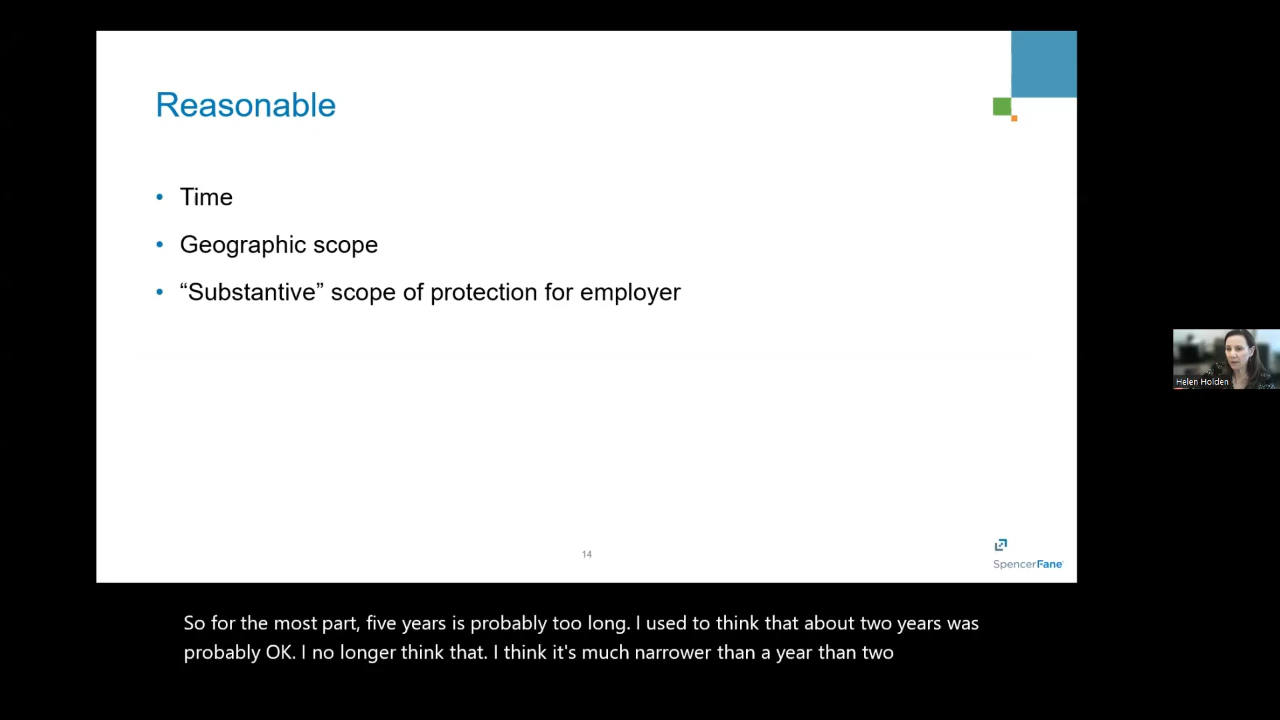 Reasonable
• Time
• Geographic scope
• “Substantive” scope of protection for employer
Helen Holden
14
SpencerFane
So for the most part, five years is probably too long. I used to think that about two years was
probably OK. I no longer think that. I think it's much narrower than a year than two